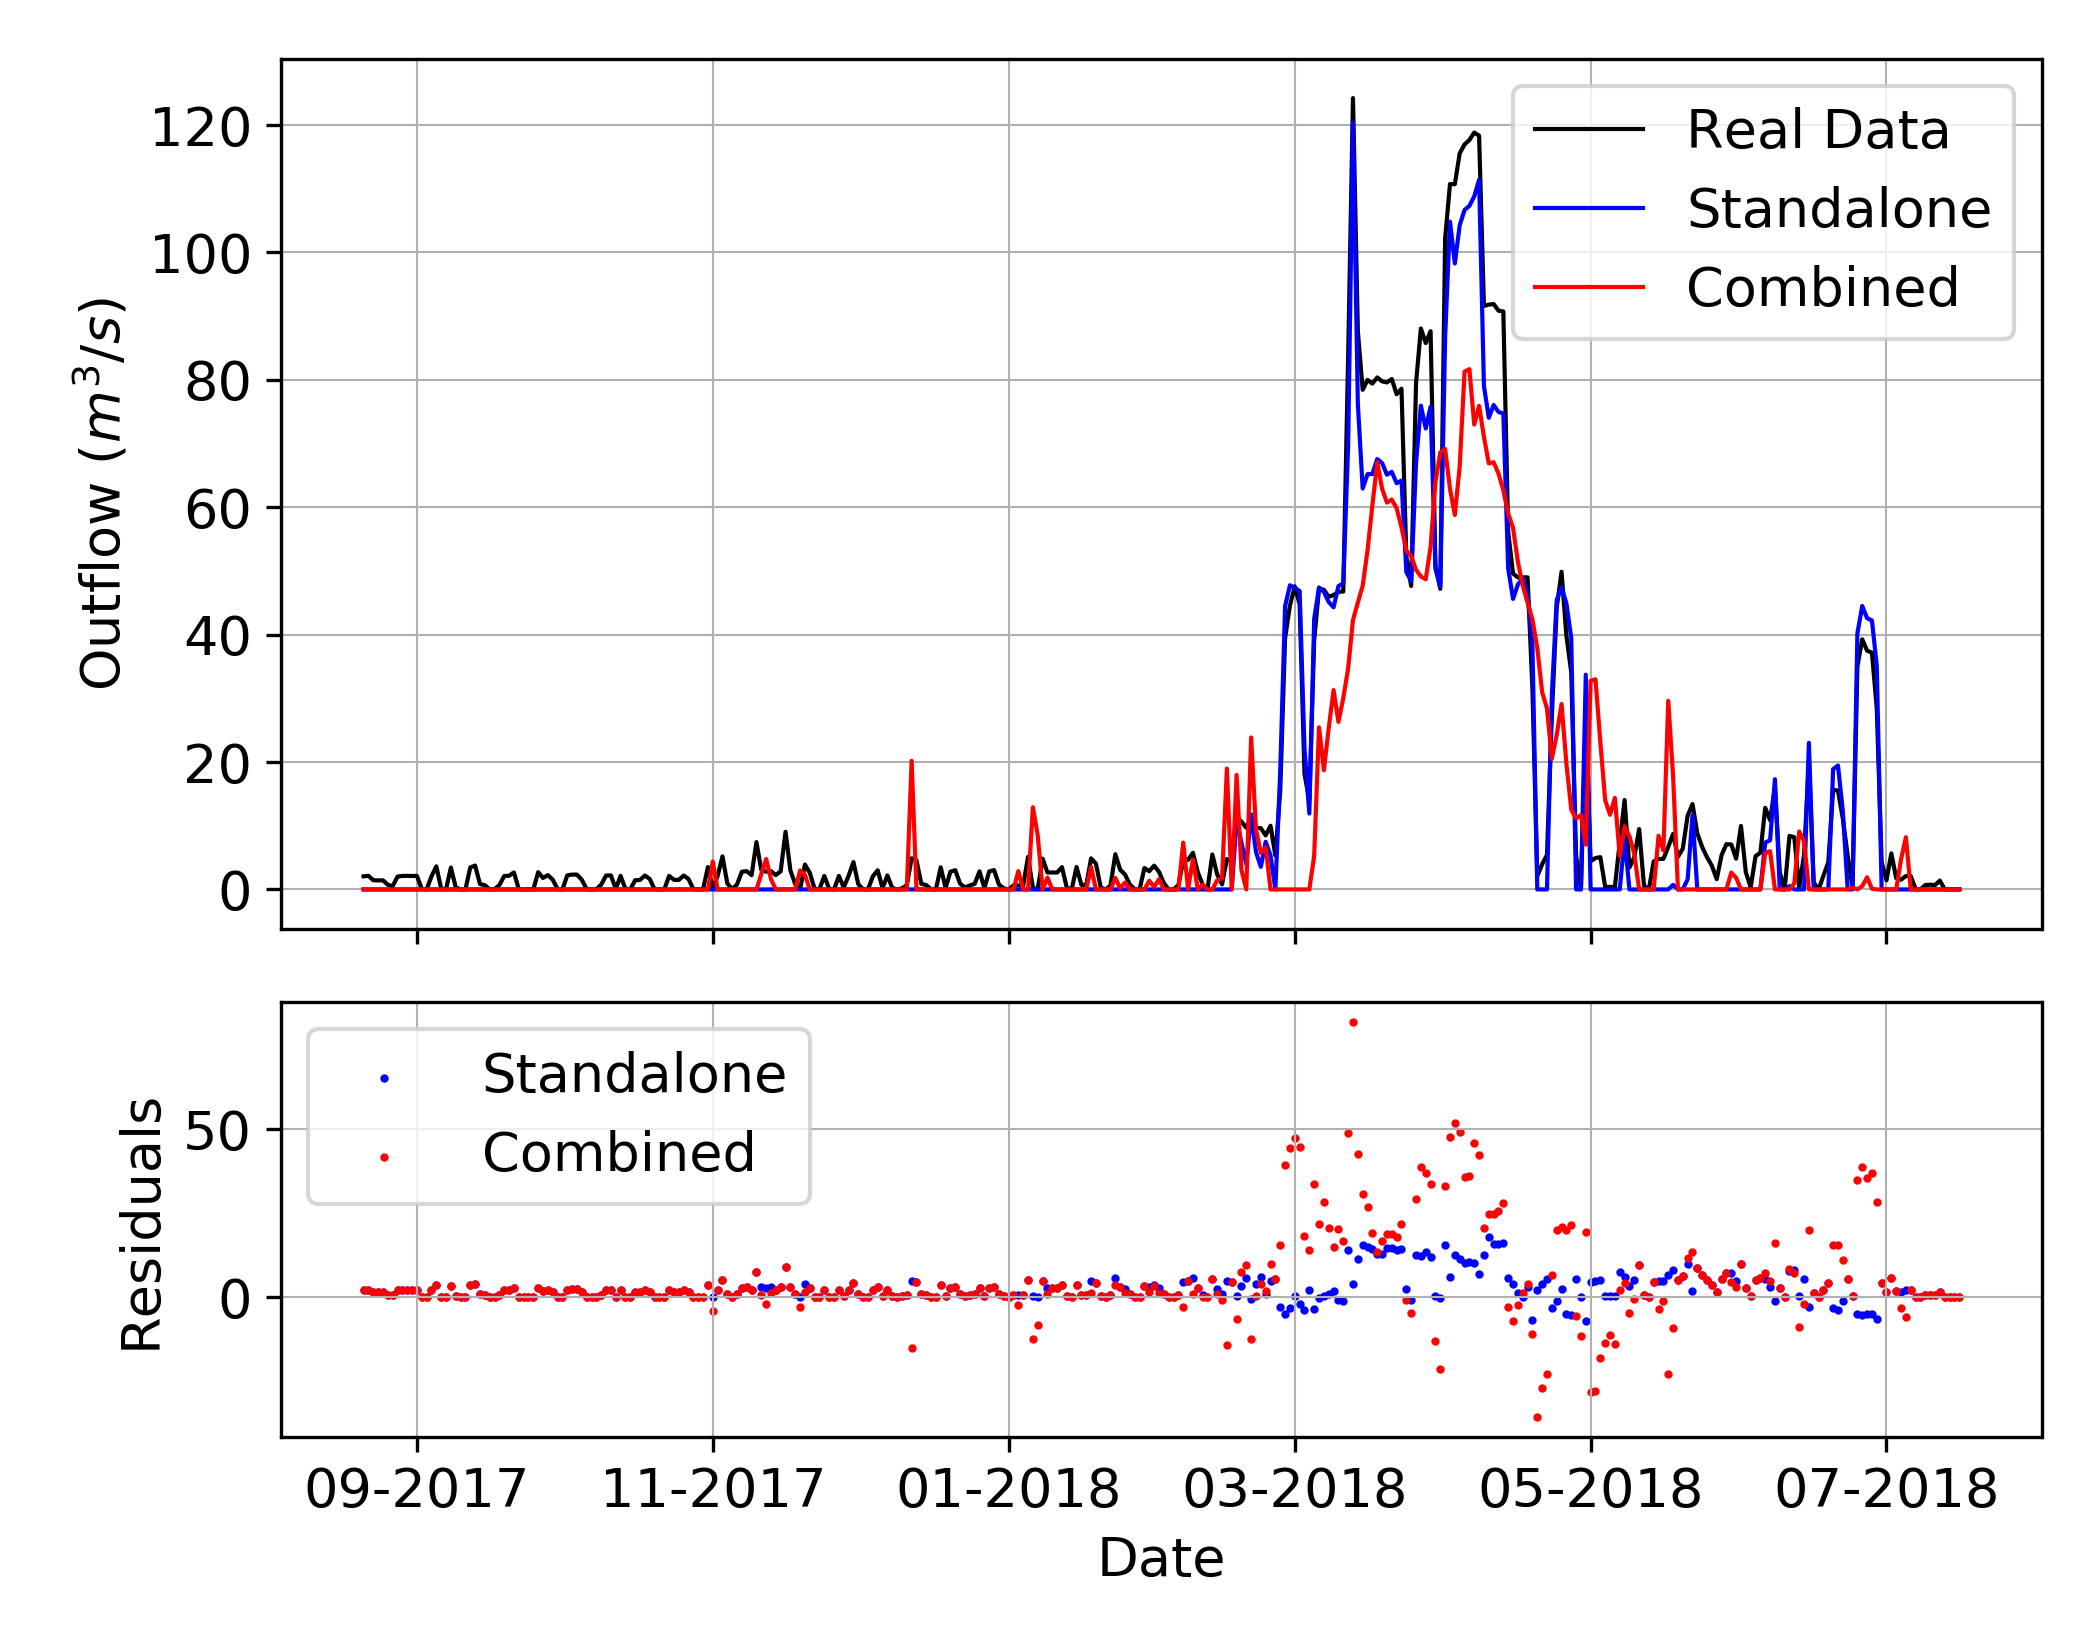 120
100
80
60
40
20
0
Outflow (m³/s)
Real Data
Standalone
Combined
50
0
Residuals
Standalone
Combined
09-2017 11-2017 01-2018 03-2018 05-2018 07-2018
Date